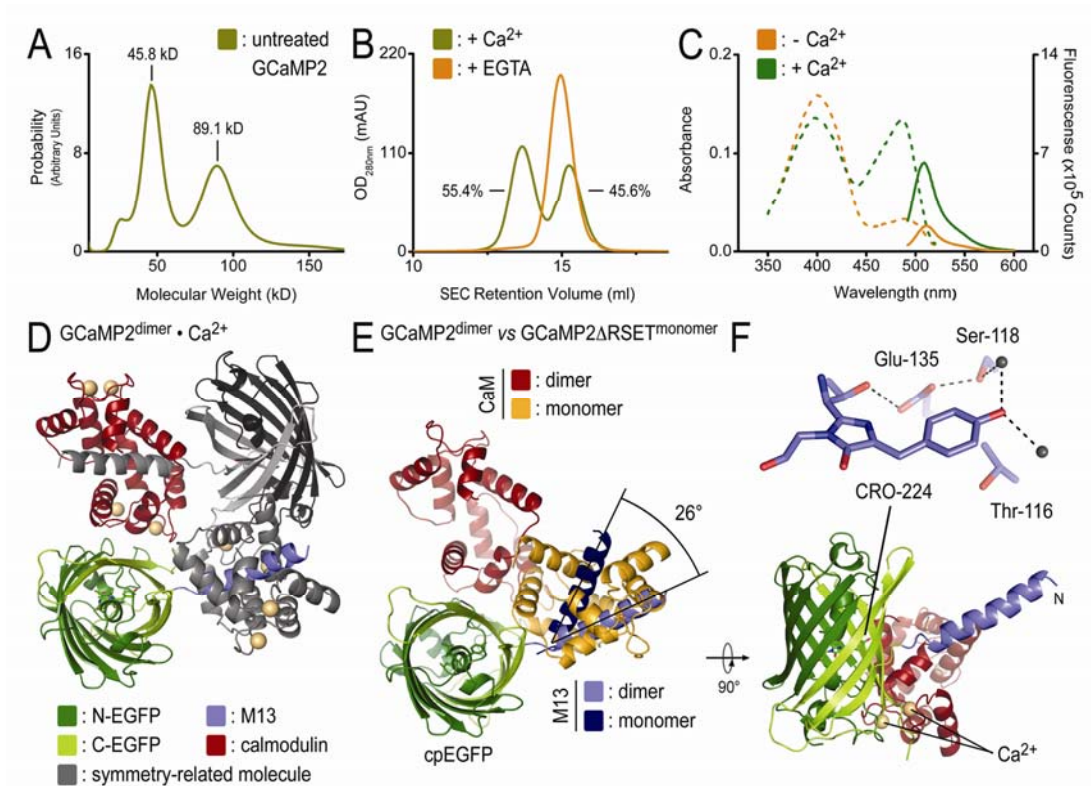 A
16
8
0
Probability
(Arbitrary Units)
45.8 kD
89.1 kD
: untreated
GCaMP2
50
100
150
Molecular Weight (kD)
B
220
110
0
OD280nm (mAU)
: + Ca2+
: + EGTA
55.4%
45.6%
10
15
SEC Retention Volume (ml)
C
0.2
0.1
0.0
Absorbance
: - Ca2+
: + Ca2+
14
7
0
Fluorescense (x10⁵ Counts)
350 400 450 500 550 600
Wavelength (nm)
D GCaMP2dimer • Ca2+
: N-EGFP
: M13
: C-EGFP
: calmodulin
: symmetry-related molecule
E GCaMP2dimer vs GCaMP2ΔRSETmonomer
CaM
: dimer
: monomer
26°
M13
: dimer
: monomer
cpEGFP
90°
F
Ser-118
Glu-135
Thr-116
CRO-224
N
Ca2+